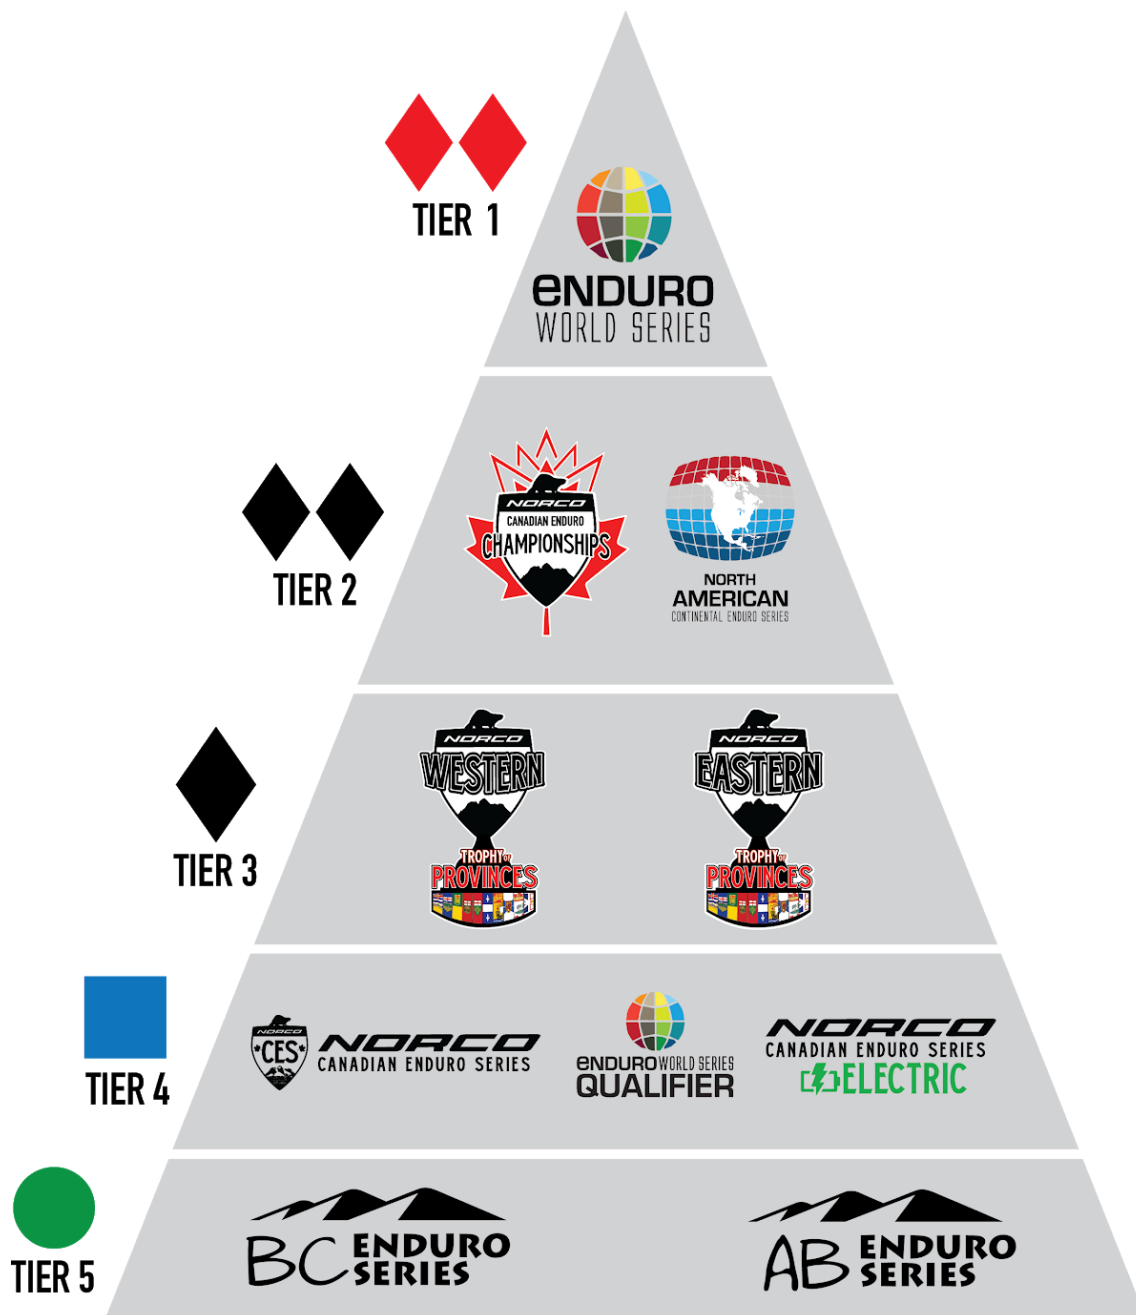 TIER 1
enDURO
WORLD SERIES
TIER 2
NORCO
CANADIAN ENDURO
CHAMPIONSHIPS
NORTH
AMERICAN
CONTINENTAL ENDURO SERIES
TIER 3
NORCO
WESTERN
TROPHY OF
PROVINCES
NORCO
EASTERN
TROPHY OF
PROVINCES
TIER 4
NORCO
CES
NORCO
CANADIAN ENDURO SERIES
enDURO WORLD SERIES
QUALIFIER
NORCO
CANADIAN ENDURO SERIES
ELECTRIC
TIER 5
BC ENDURO
SERIES
AB ENDURO
SERIES